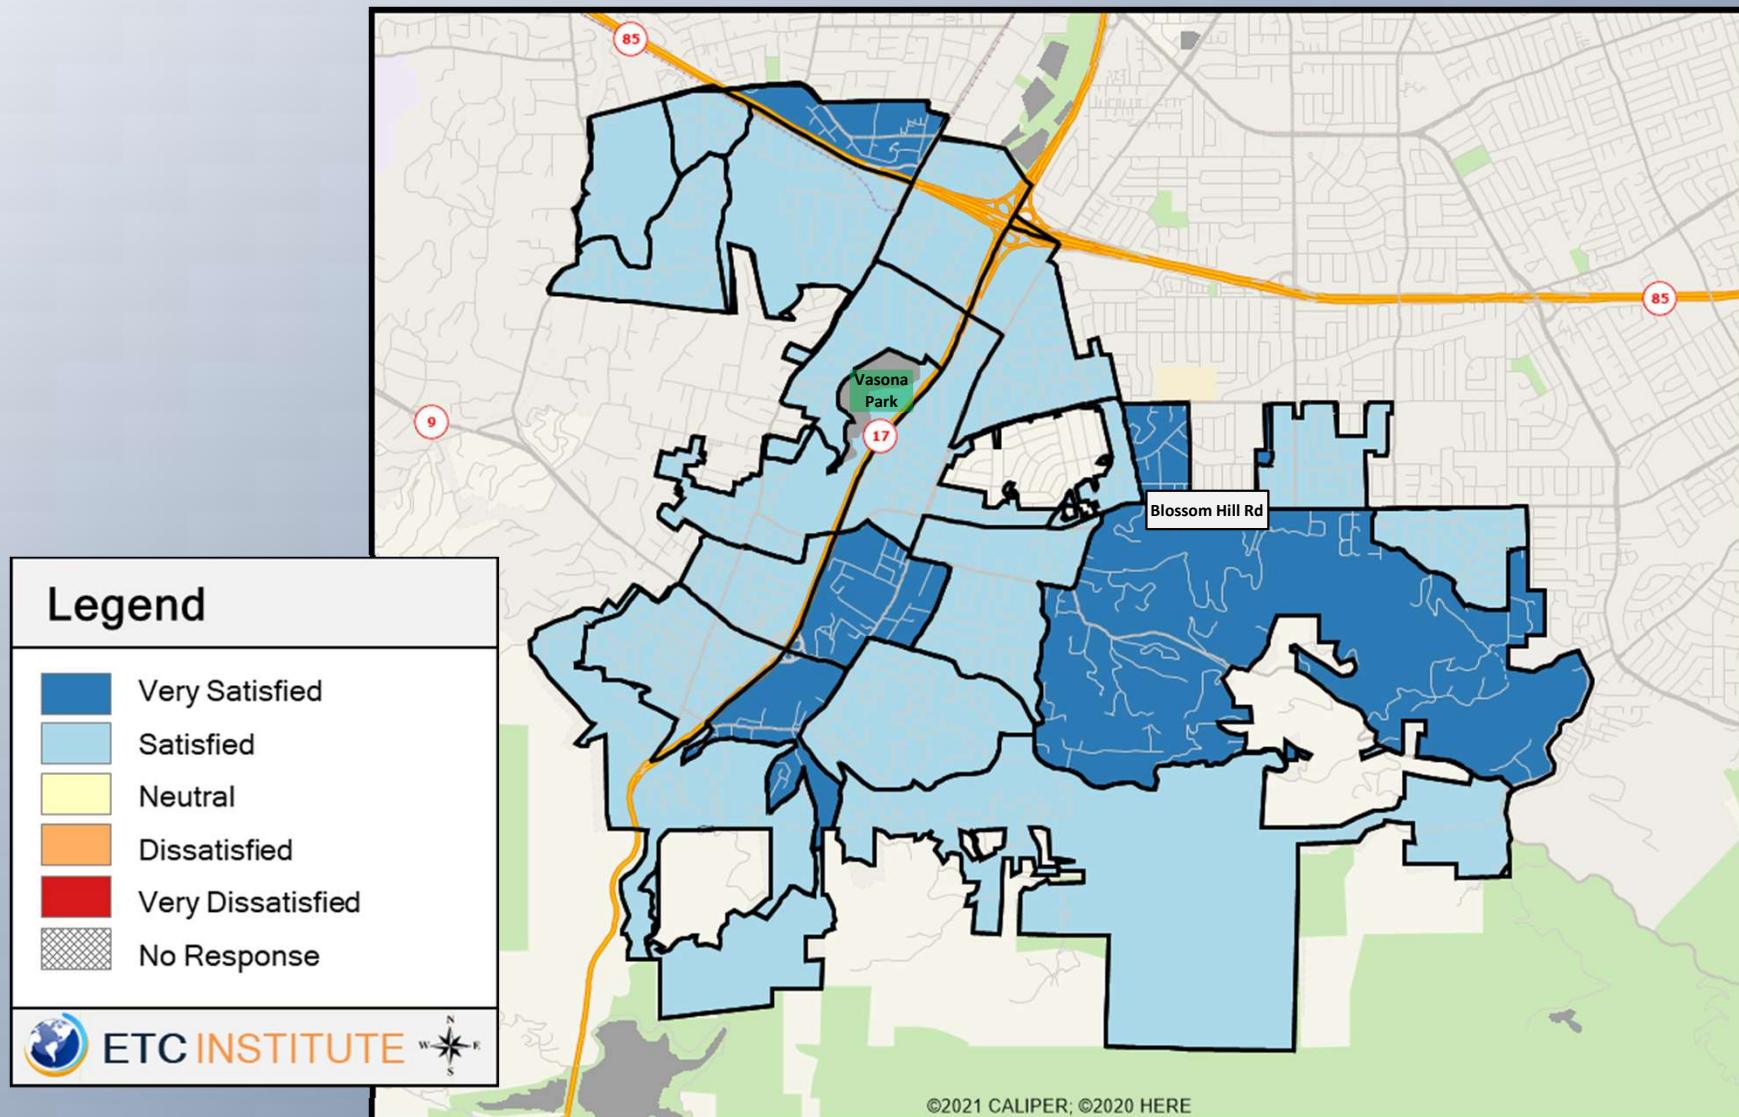 85
85
9
Vasona
Park
17
Blossom Hill Rd
Legend
Very Satisfied
Satisfied
Neutral
Dissatisfied
Very Dissatisfied
No Response
ETC INSTITUTE
N
W E
S
©2021 CALIPER; ©2020 HERE